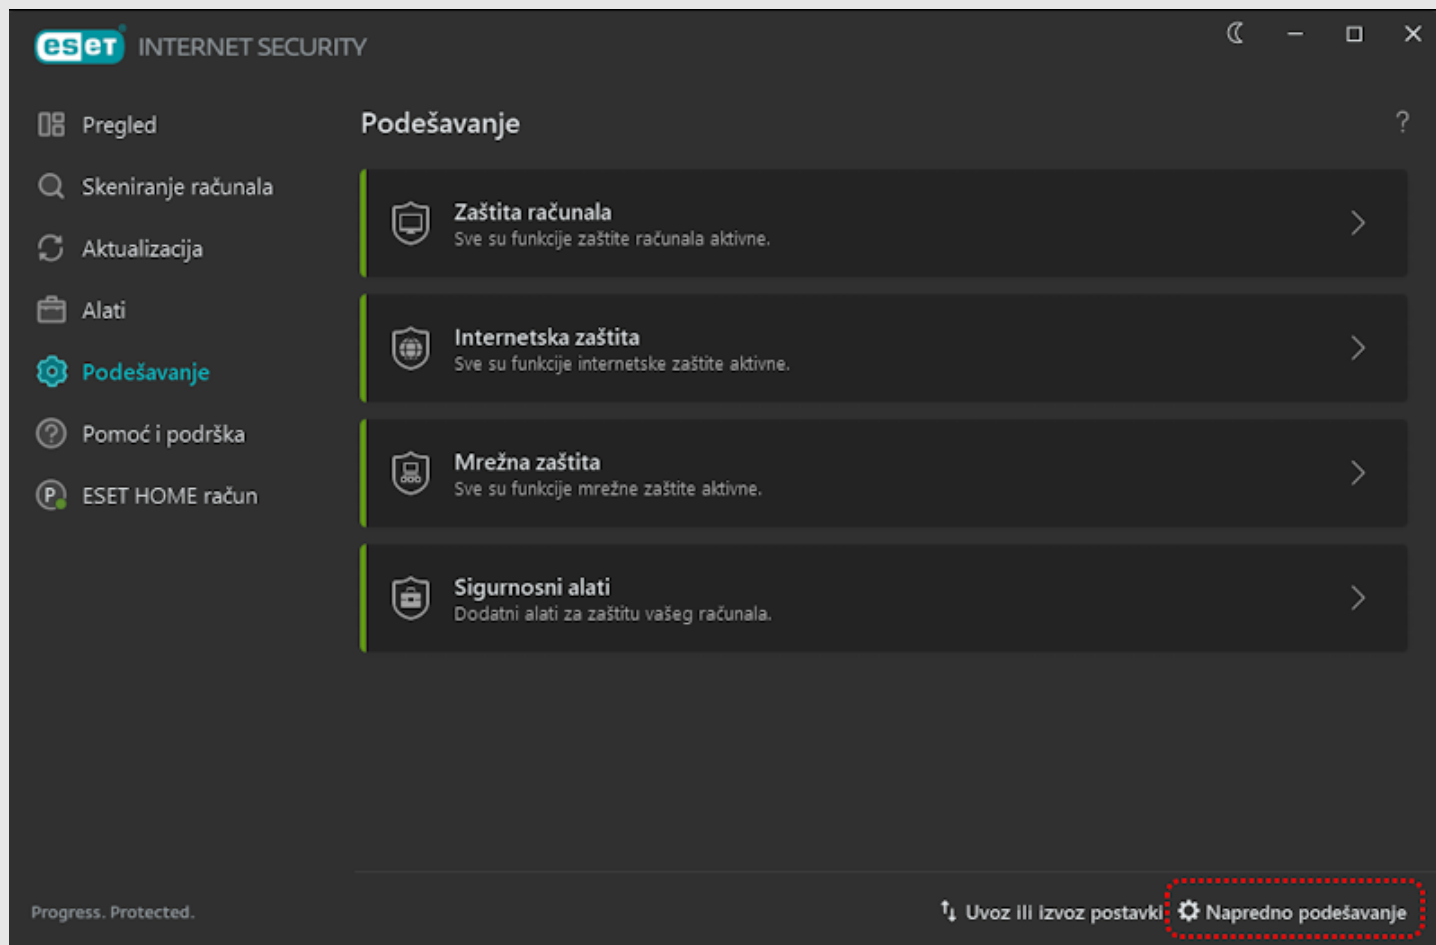 eset INTERNET SECURITY
Pregled
Skeniranje računala
Aktualizacija
Alati
Podešavanje
Pomoć i podrška
P ESET HOME račun
Podešavanje
?
Zaštita računala
Sve su funkcije zaštite računala aktivne.
Internetska zaštita
Sve su funkcije internetske zaštite aktivne.
Mrežna zaštita
Sve su funkcije mrežne zaštite aktivne.
Sigurnosni alati
Dodatni alati za zaštitu vašeg računala.
Progress. Protected.
Uvoz ili izvoz postavki
Napredno podešavanje